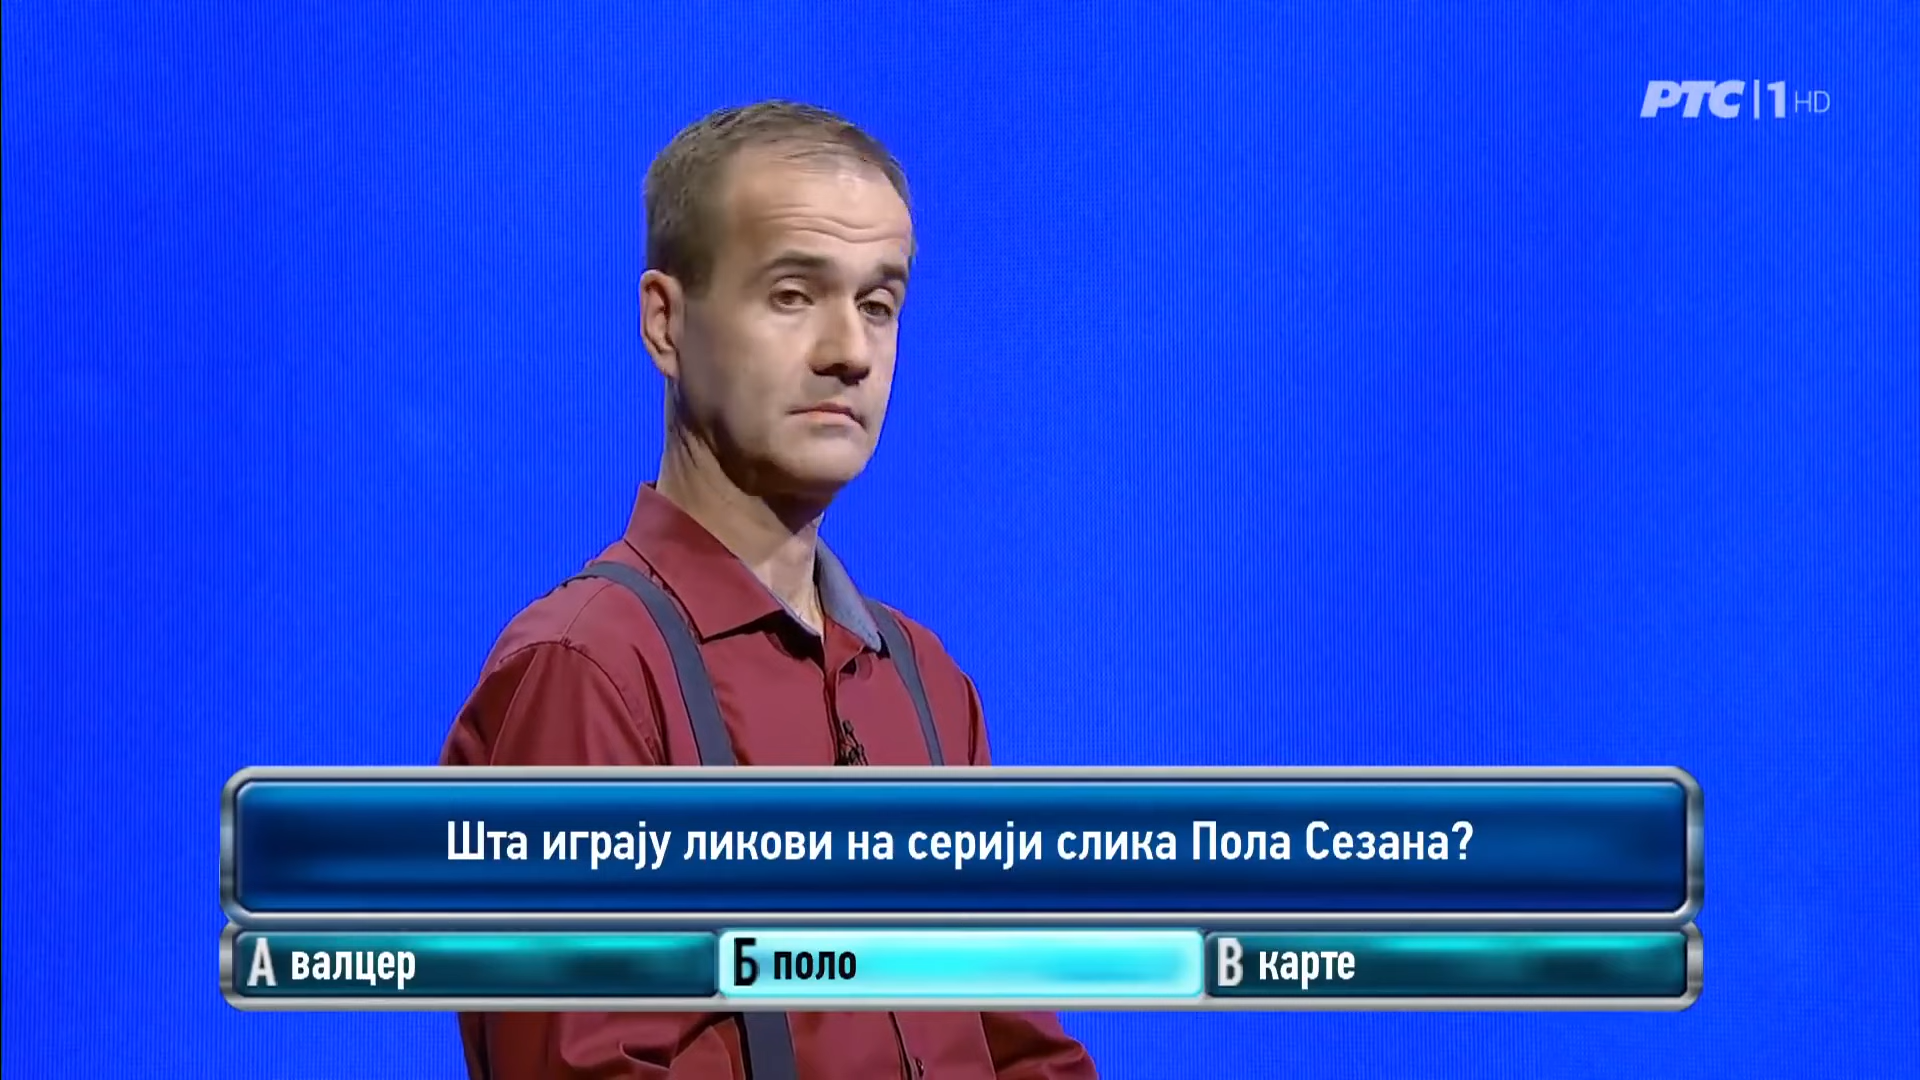 РТС|1 HD
Шта играју ликови на серији слика Пола Сезана?
А валцер
Б поло
В карте